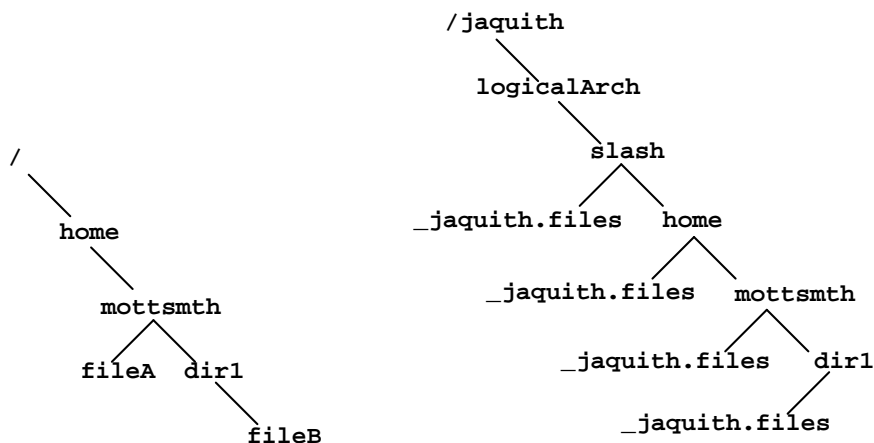 /jaquith
logicalArch
slash
/
_jaquith.files home
home
_jaquith.files mottsmth
mottsmth
_jaquith.files dir1
fileA dir1
_jaquith.files
fileB